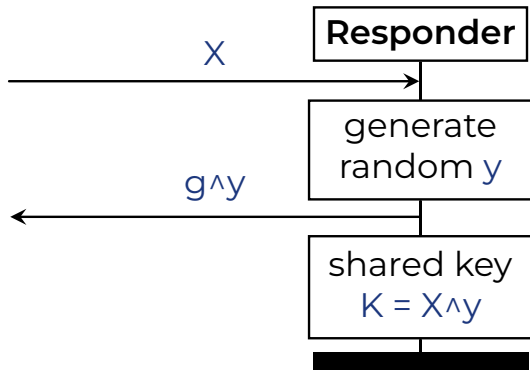 Responder
X
generate
random y
g^y
shared key
K = X^y